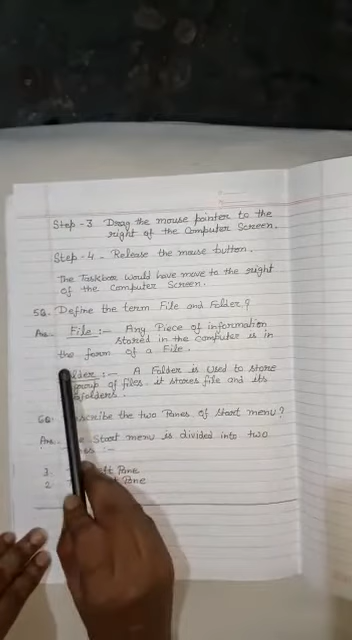 Step-3 Drag the mouse pointer to the
right of the Computer Screen.
Step-4 - Release the mouse button.
The Taskbar would have move to the right
of the Computer Screen.
5Q. Define the term File and Folder?
Ans. File :- Any Piece of information
stored in the computer is in
the form of a File.
:- A Folder is used to store
group of files. it stores file and its
6Q. the two Panes of Start menu?
Ans. Start menu is divided into two
:-
3. Pane
2. Pane